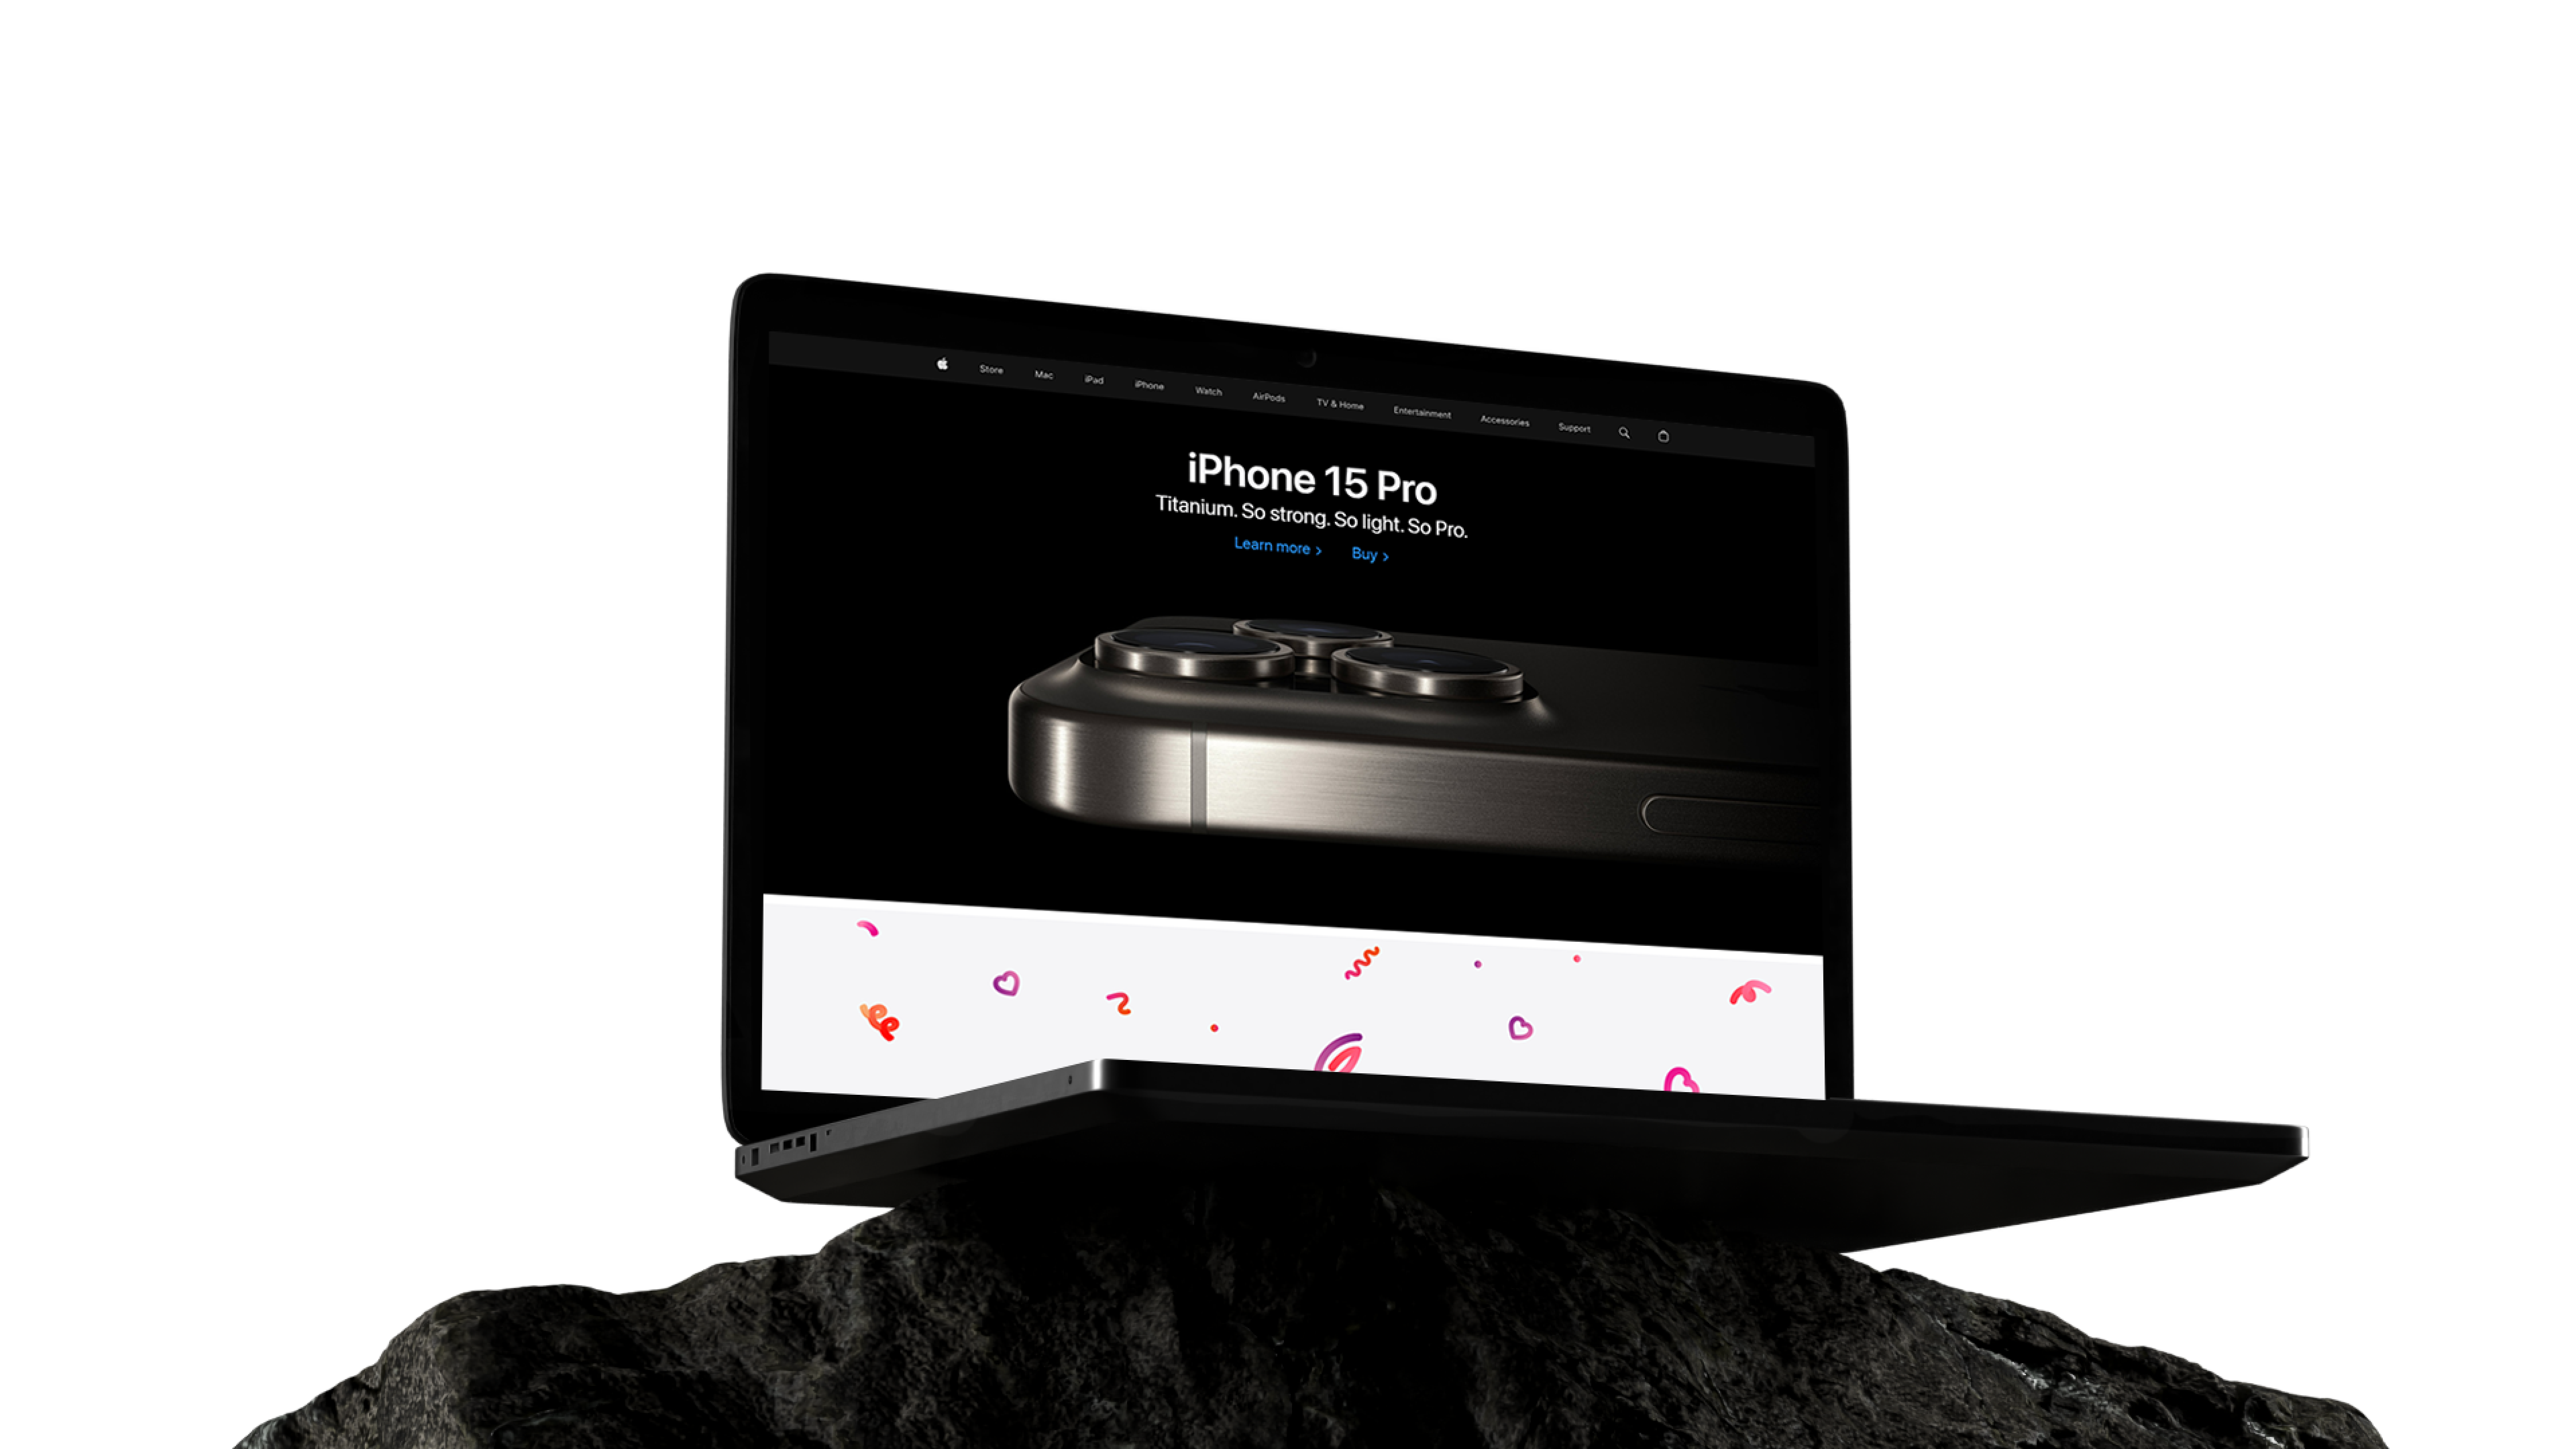 Store Mac iPad iPhone Watch AirPods TV & Home Entertainment Accessories Support
iPhone 15 Pro
Titanium. So strong. So light. So Pro.
Learn more > Buy >